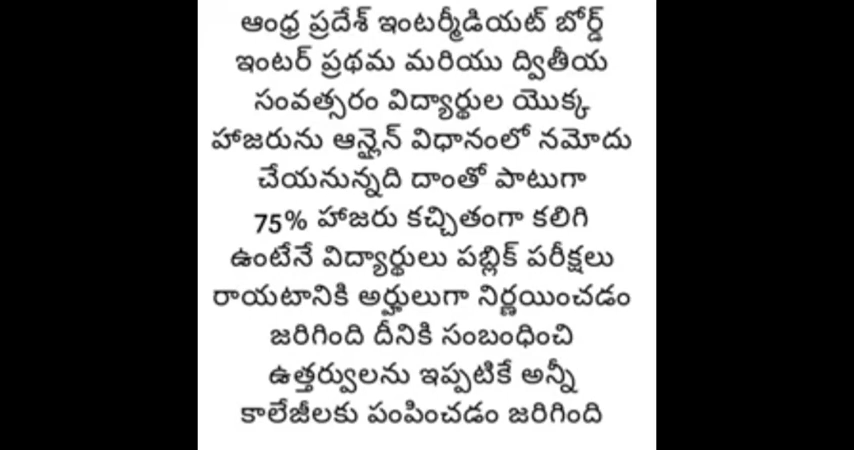 ఆంధ్ర ప్రదేశ్ ఇంటర్మీడియట్ బోర్డ్
ఇంటర్ ప్రథమ మరియు ద్వితీయ
సంవత్సరం విద్యార్థుల యొక్క
హాజరును ఆన్లైన్ విధానంలో నమోదు
చేయనున్నది దాంతో పాటుగా
75% హాజరు కచ్చితంగా కలిగి
ఉంటేనే విద్యార్థులు పబ్లిక్ పరీక్షలు
రాయటానికి అర్హులుగా నిర్ణయించడం
జరిగింది దీనికి సంబంధించి
ఉత్తర్వులను ఇప్పటికే అన్నీ
కాలేజీలకు పంపించడం జరిగింది